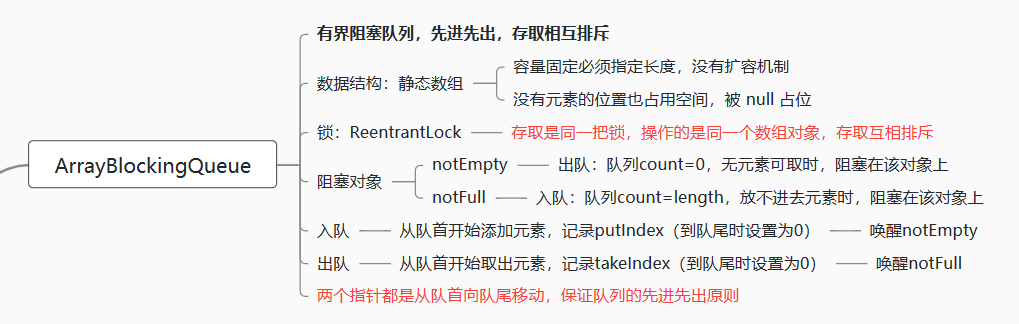 ArrayBlockingQueue
有界阻塞队列，先进先出，存取相互排斥
数据结构：静态数组
容量固定必须指定长度，没有扩容机制
没有元素的位置也占用空间，被 null 占位
锁：ReentrantLock
存取是同一把锁，操作的是同一个数组对象，存取互相排斥
阻塞对象
notEmpty
出队：队列count=0，无元素可取时，阻塞在该对象上
notFull
入队：队列count=length，放不进去元素时，阻塞在该对象上
入队
从队首开始添加元素，记录putIndex（到队尾时设置为0）
唤醒notEmpty
出队
从队首开始取出元素，记录takeIndex（到队尾时设置为0）
唤醒notFull
两个指针都是从队首向队尾移动，保证队列的先进先出原则